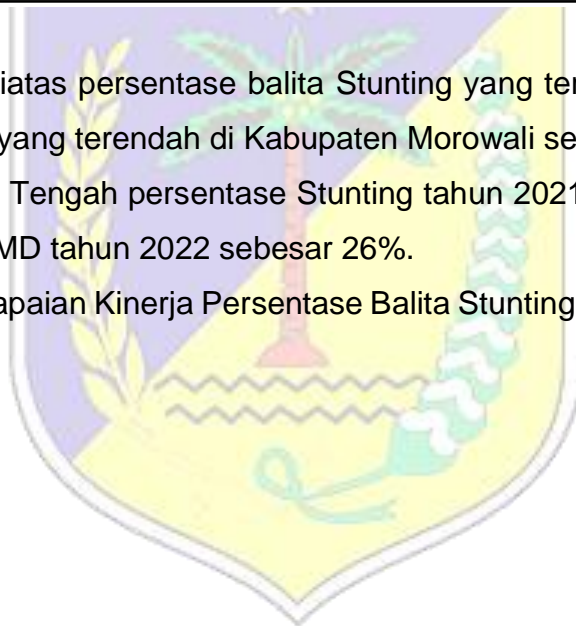 iatas persentase balita Stunting yang ter
yang terendah di Kabupaten Morowali se
Tengah persentase Stunting tahun 2021
MD tahun 2022 sebesar 26%.
apaian Kinerja Persentase Balita Stunting